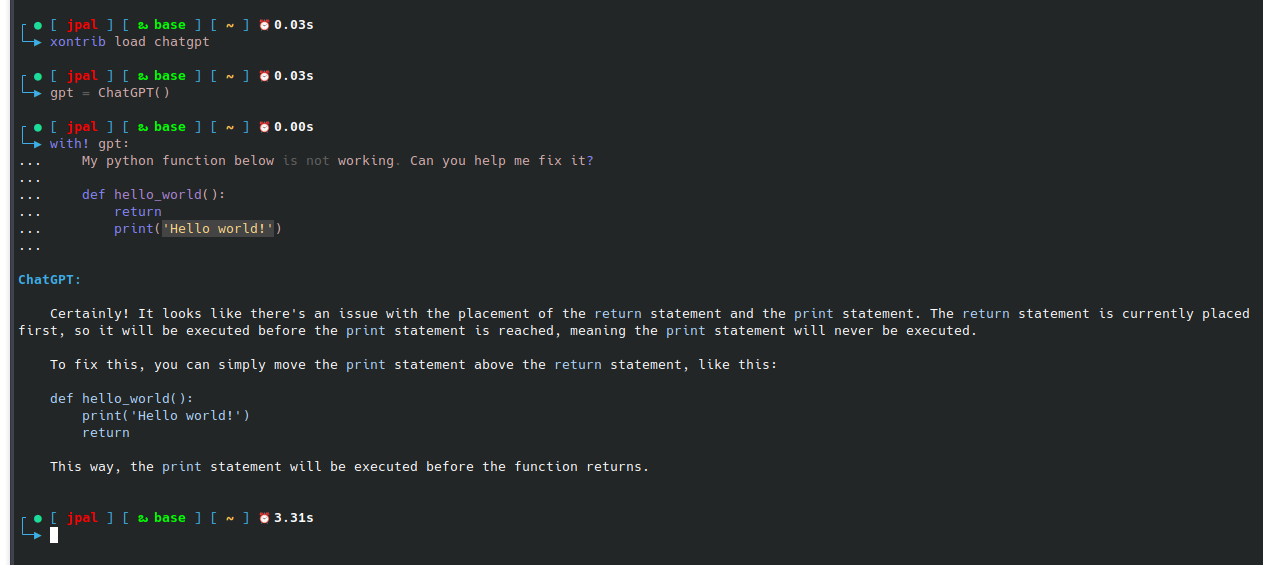 [ jpal ] [ base ] [ ~ ] 0.03s
xontrib load chatgpt
[ jpal ] [ base ] [ ~ ] 0.03s
gpt = ChatGPT()
[ jpal ] [ base ] [ ~ ] 0.00s
with! gpt:
... My python function below is not working. Can you help me fix it?
...
... def hello_world():
... return
... print('Hello world!')
...
ChatGPT:
Certainly! It looks like there's an issue with the placement of the return statement and the print statement. The return statement is currently placed
first, so it will be executed before the print statement is reached, meaning the print statement will never be executed.
To fix this, you can simply move the print statement above the return statement, like this:
def hello_world():
print('Hello world!')
return
This way, the print statement will be executed before the function returns.
[ jpal ] [ base ] [ ~ ] 3.31s